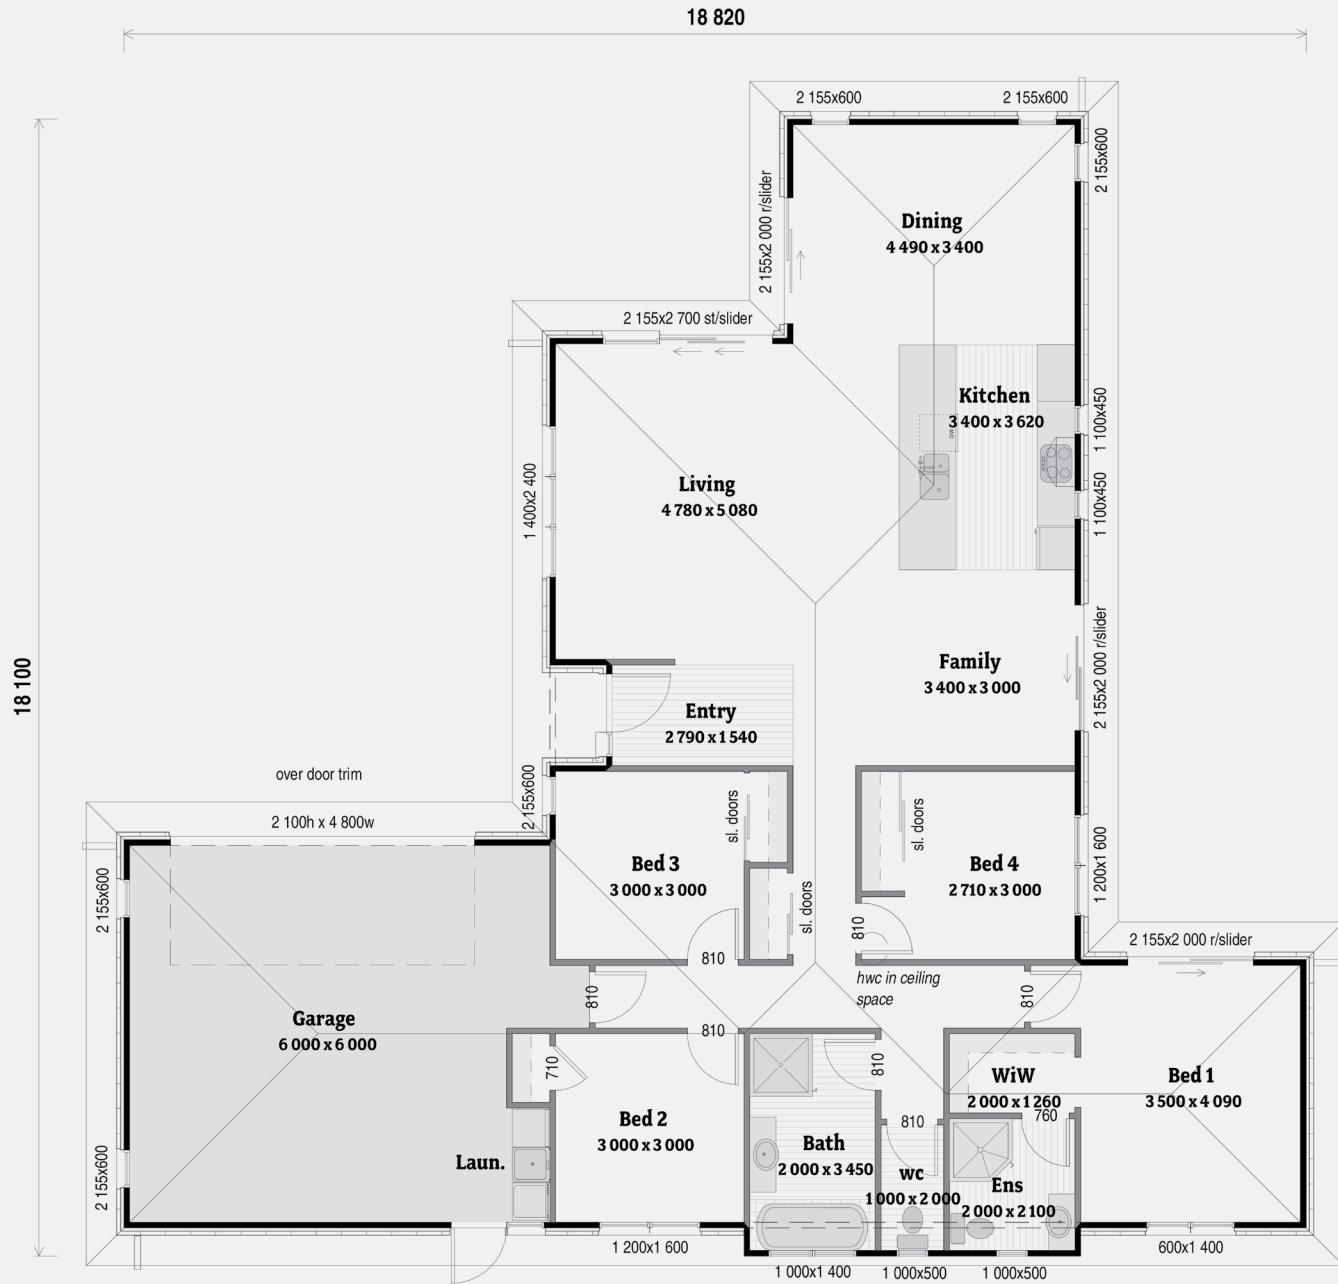 18 820
2 155x600
2 155x600
2 155x600
2 155x2 000 r/slider
Dining
4 490 x 3 400
2 155x2 700 st/slider
Kitchen
3 400 x 3 620
DW
1 100x450
1 100x450
Living
4 780 x 5 080
1 400x2 400
18 100
Family
3 400 x 3 000
2 155x2 000 r/slider
Entry
2 790 x 1 540
over door trim
2 100h x 4 800w
2 155x600
sl. doors
sl. doors
Bed 3
3 000 x 3 000
Bed 4
2 710 x 3 000
1 200x1 600
2 155x600
sl. doors
810
810
2 155x2 000 r/slider
hwc in ceiling
space
810
810
Garage
6 000 x 6 000
810
710
810
WiW
2 000 x 1 260
760
Bed 1
3 500 x 4 090
Bed 2
3 000 x 3 000
810
Bath
2 000 x 3 450
Laun.
2 155x600
wc
1 000 x 2 000
Ens
2 000 x 2 100
1 200x1 600
600x1 400
1 000x1 400
1 000x500
1 000x500